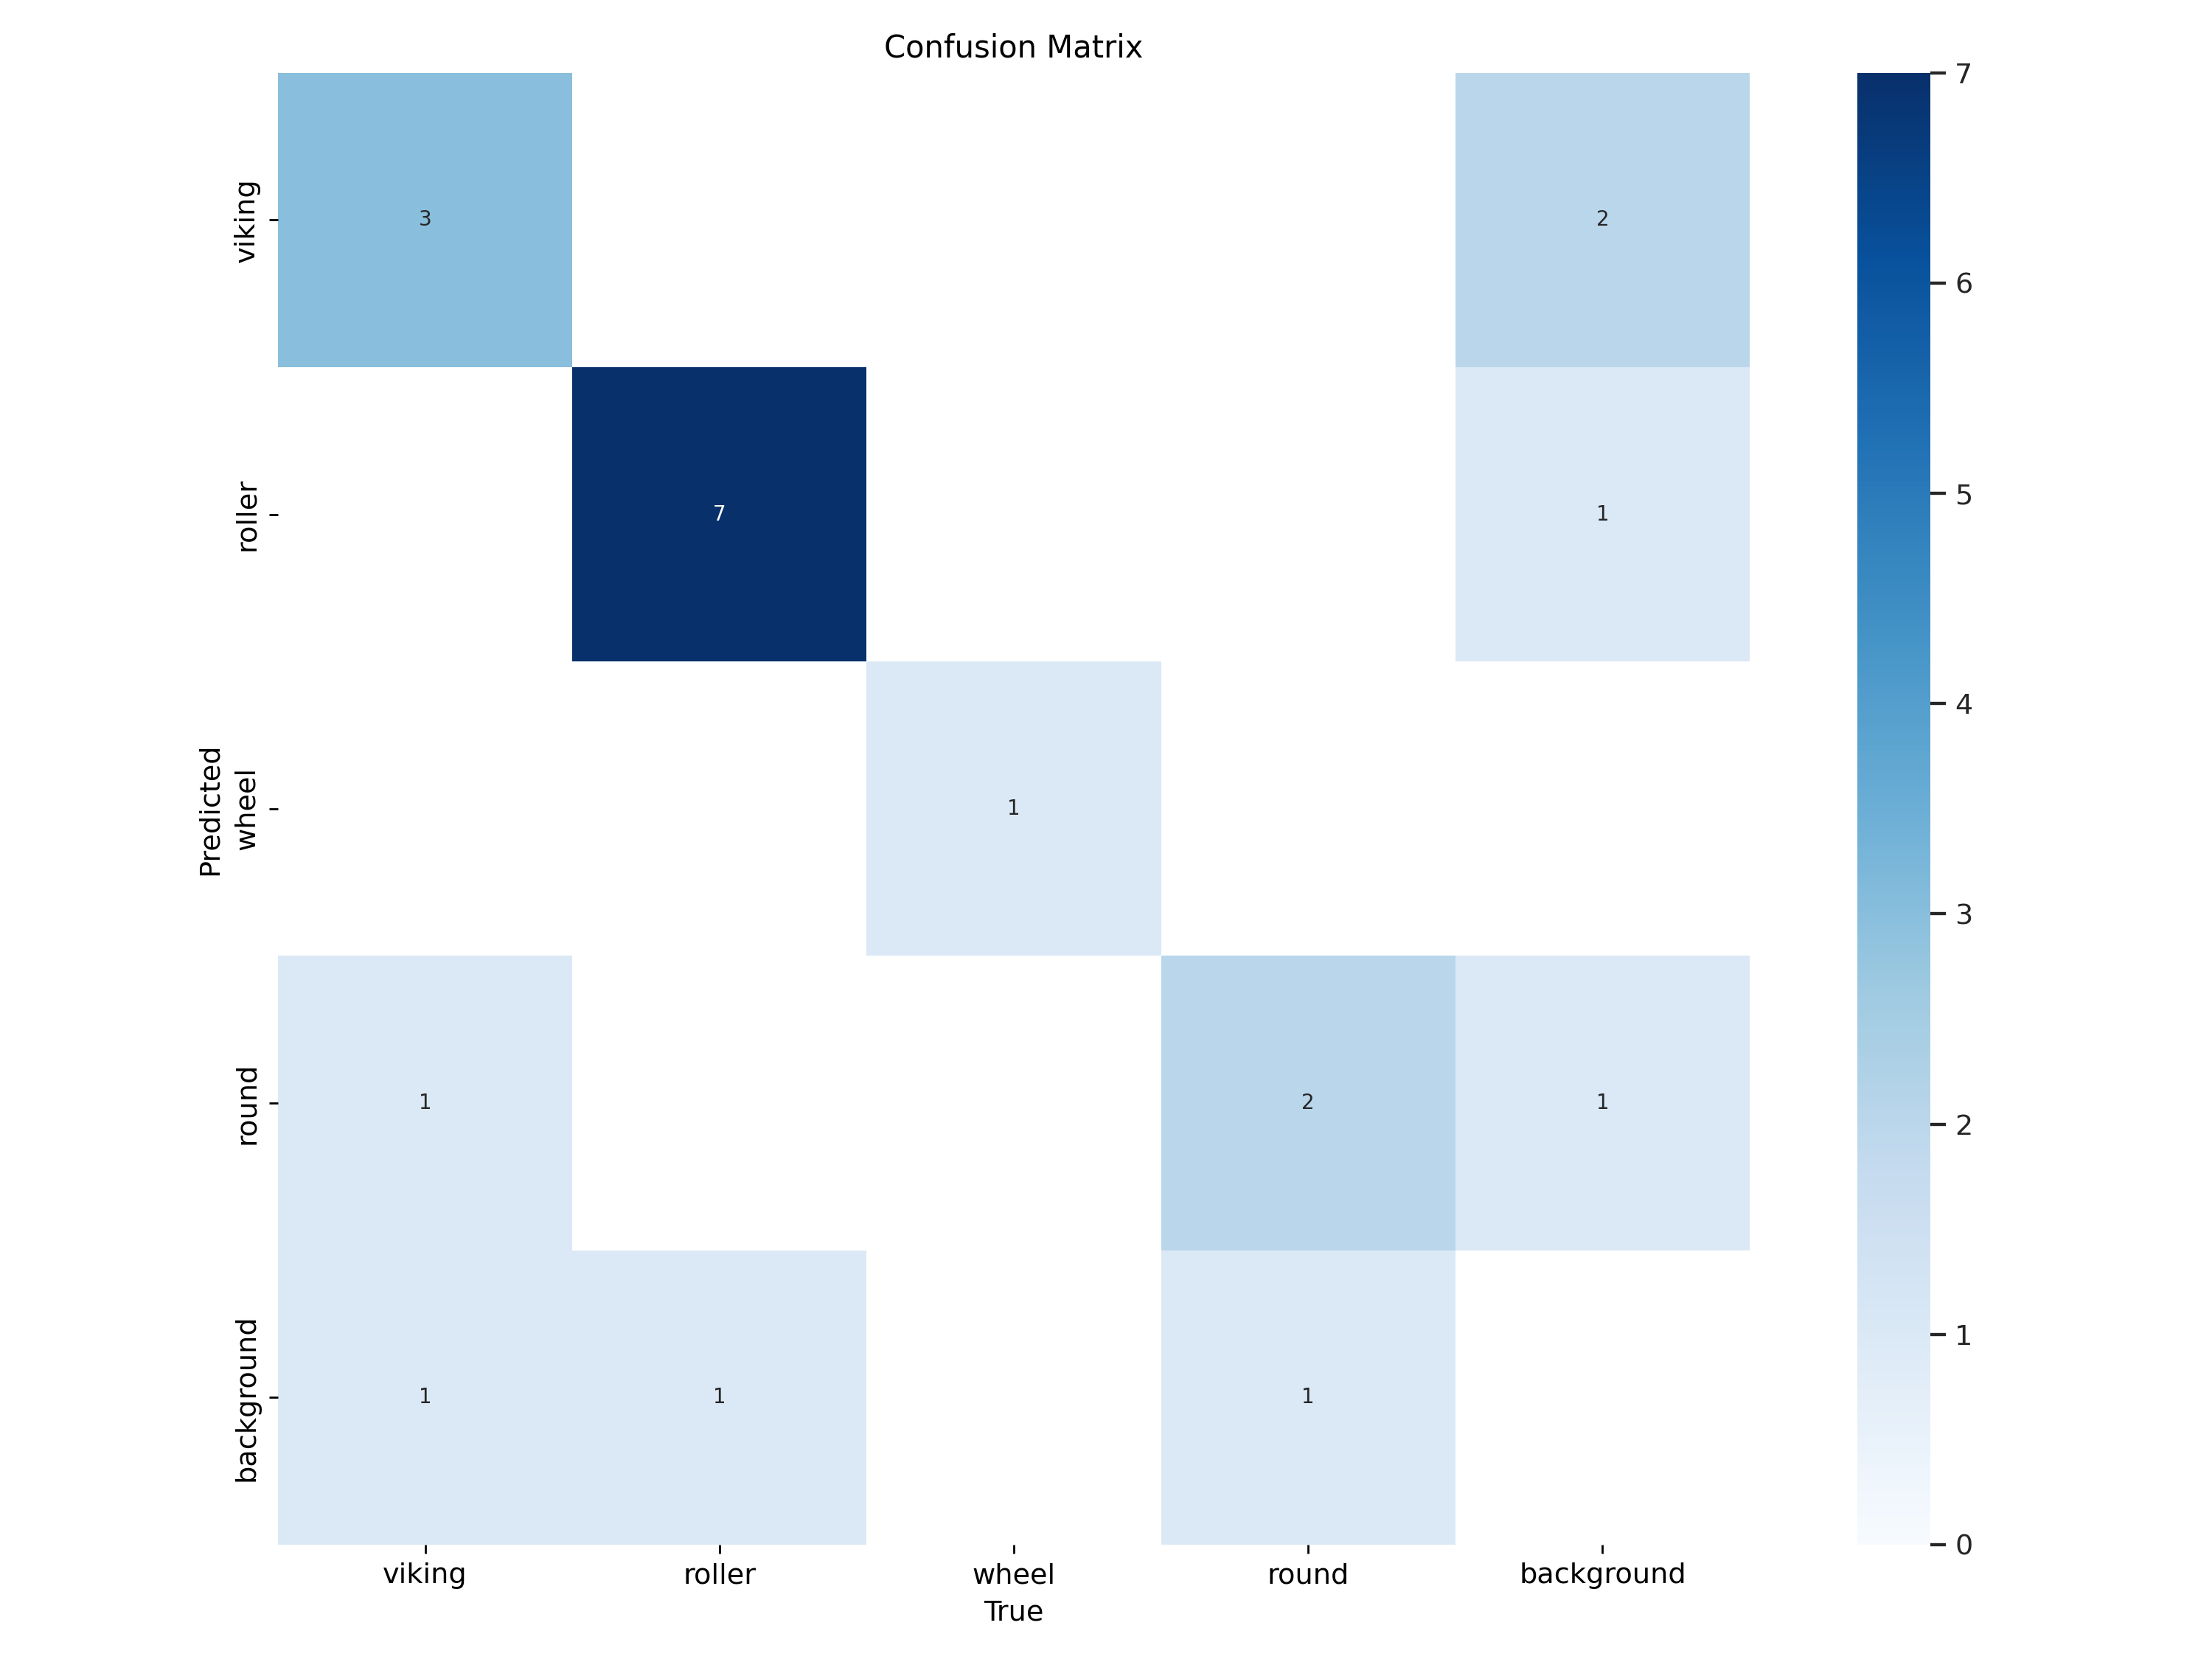 Confusion Matrix
7
viking
3
2
6
roller
7
1
5
4
Predicted
wheel
1
3
round
1
2
1
2
background
1
1
1
1
0
viking
roller
wheel
round
background
True